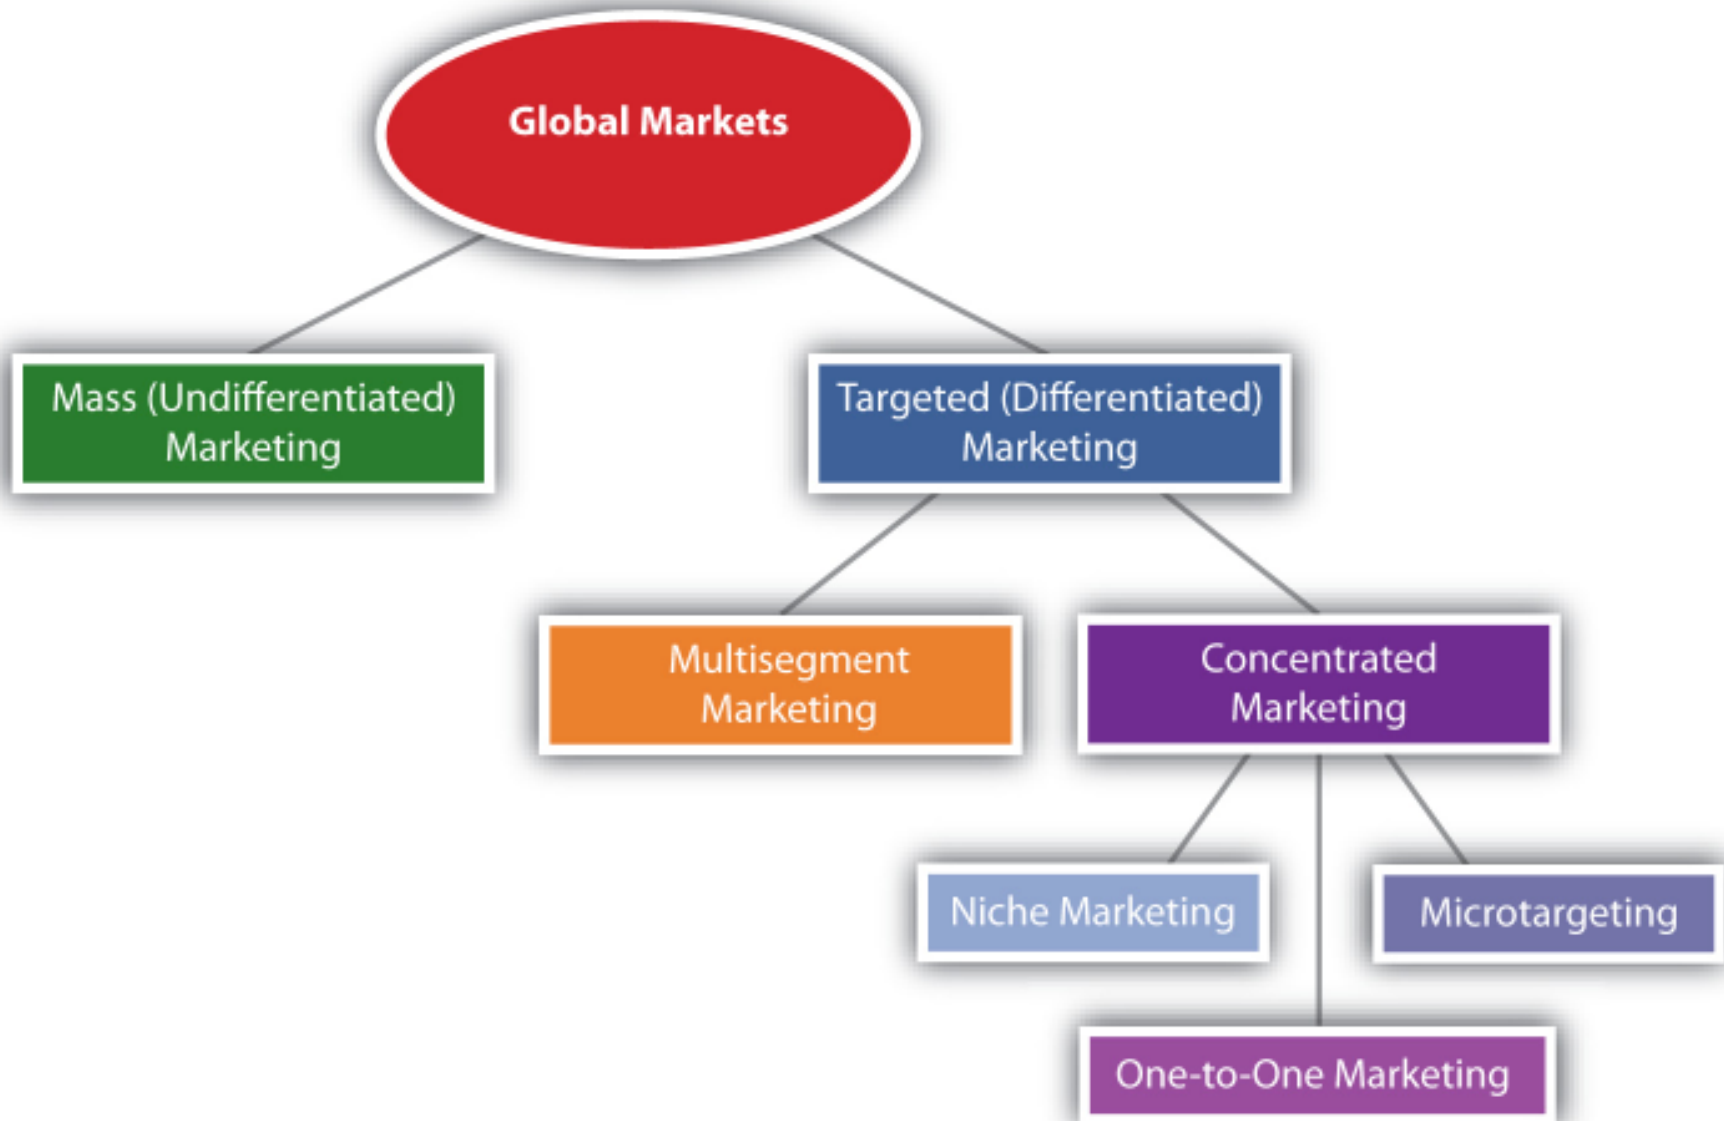 Global Markets
Mass (Undifferentiated)
Marketing
Targeted (Differentiated)
Marketing
Multisegment
Marketing
Concentrated
Marketing
Niche Marketing
Microtargeting
One-to-One Marketing